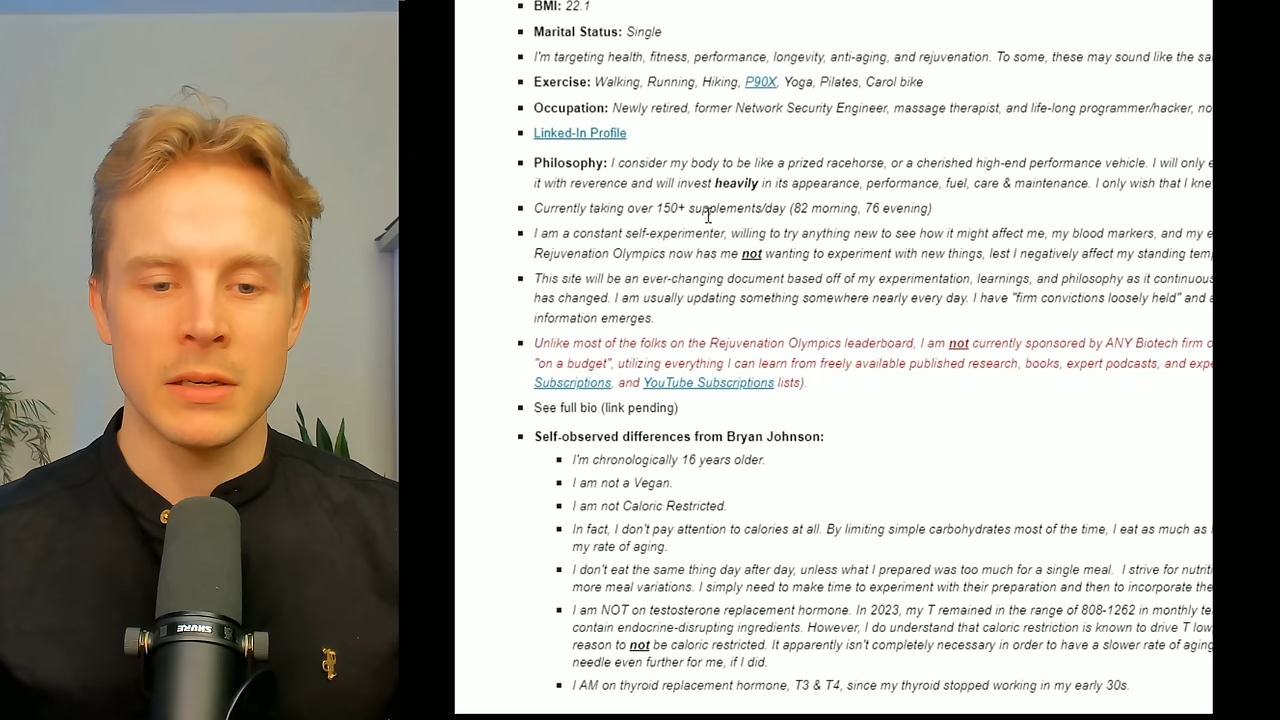 BMI: 22.1
Marital Status: Single
I'm targeting health, fitness, performance, longevity, anti-aging, and rejuvenation. To some, these may sound like the sa
Exercise: Walking, Running, Hiking, P90X, Yoga, Pilates, Carol bike
Occupation: Newly retired, former Network Security Engineer, massage therapist, and life-long programmer/hacker, no
Linked-In Profile
Philosophy: I consider my body to be like a prized racehorse, or a cherished high-end performance vehicle. I will only e
it with reverence and will invest heavily in its appearance, performance, fuel, care & maintenance. I only wish that I kne
Currently taking over 150+ supplements/day (82 morning, 76 evening)
I am a constant self-experimenter, willing to try anything new to see how it might affect me, my blood markers, and my e
Rejuvenation Olympics now has me not wanting to experiment with new things, lest I negatively affect my standing tem
This site will be an ever-changing document based off of my experimentation, learnings, and philosophy as it continuous
has changed. I am usually updating something somewhere nearly every day. I have "firm convictions loosely held" and a
information emerges.
Unlike most of the folks on the Rejuvenation Olympics leaderboard, I am not currently sponsored by ANY Biotech firm o
"on a budget", utilizing everything I can learn from freely available published research, books, expert podcasts, and expe
Subscriptions, and YouTube Subscriptions lists).
See full bio (link pending)
Self-observed differences from Bryan Johnson:
I'm chronologically 16 years older.
I am not a Vegan.
I am not Caloric Restricted.
In fact, I don't pay attention to calories at all. By limiting simple carbohydrates most of the time, I eat as much as I
my rate of aging.
I don't eat the same thing day after day, unless what I prepared was too much for a single meal. I strive for nutriti
more meal variations. I simply need to make time to experiment with their preparation and then to incorporate the
I am NOT on testosterone replacement hormone. In 2023, my T remained in the range of 808-1262 in monthly te
contain endocrine-disrupting ingredients. However, I do understand that caloric restriction is known to drive T low
reason to not be caloric restricted. It apparently isn't completely necessary in order to have a slower rate of aging
needle even further for me, if I did.
I AM on thyroid replacement hormone, T3 & T4, since my thyroid stopped working in my early 30s.
SHURE